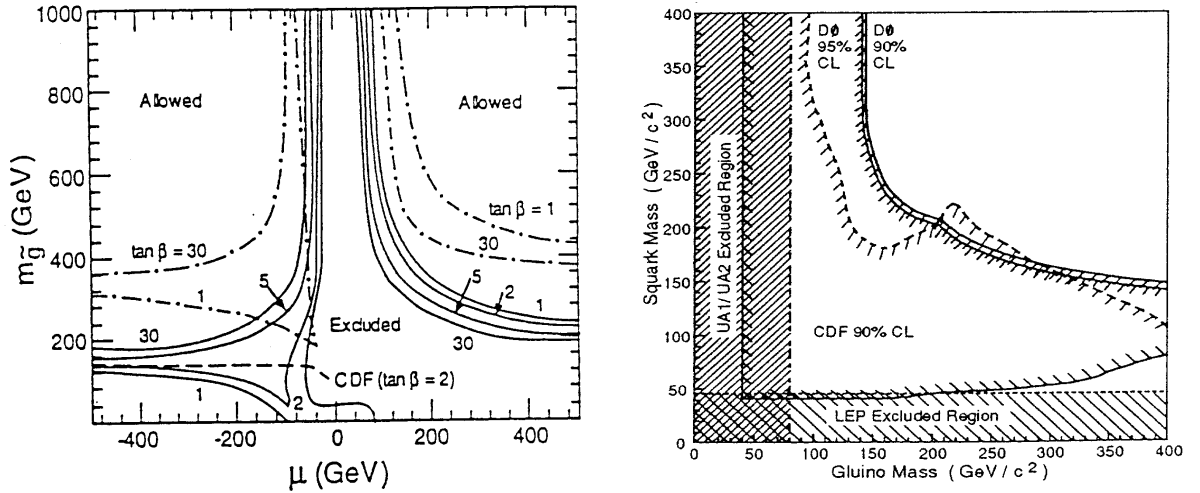 1000
800
600
400
200
0
m g̃ (GeV)
Allowed
Allowed
tan β = 1
30
tan β = 30
5
1
30
5
2
1
30
Excluded
CDF (tan β = 2)
1
2
-400
-200
0
200
400
μ (GeV)
400
350
300
250
200
150
100
50
0
Squark Mass ( GeV / c² )
UA1/ UA2 Excluded Region
DØ
95%
CL
DØ
90%
CL
CDF 90% CL
LEP Excluded Region
0
50
100
150
200
250
300
350
400
Gluino Mass ( GeV / c² )